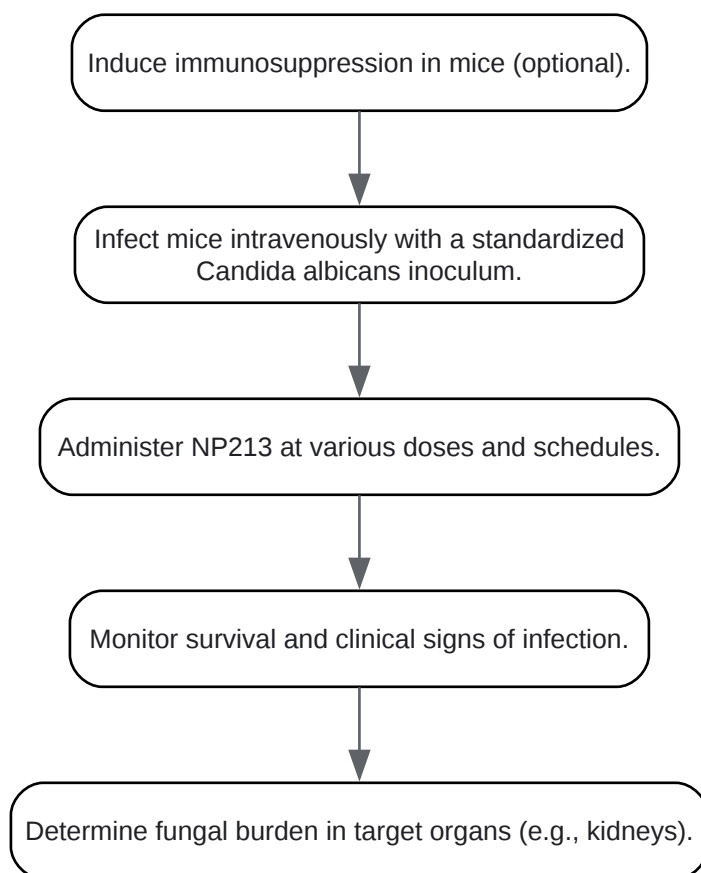 Induce immunosuppression in mice (optional).
Infect mice intravenously with a standardized
Candida albicans inoculum.
Administer NP213 at various doses and schedules.
Monitor survival and clinical signs of infection.
Determine fungal burden in target organs (e.g., kidneys).